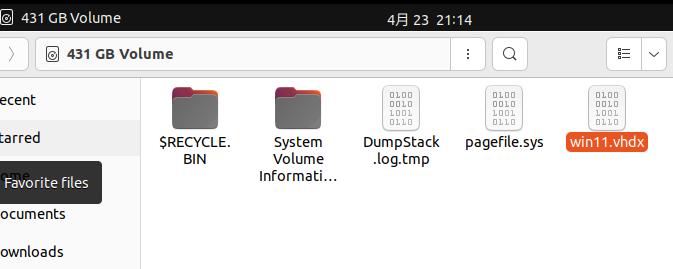 431 GB Volume
4月 23 21:14
431 GB Volume
ecent
tarred
Favorite files
ocuments
ownloads
$RECYCLE.
BIN
System
Volume
Informati…
DumpStack
.log.tmp
pagefile.sys
win11.vhdx